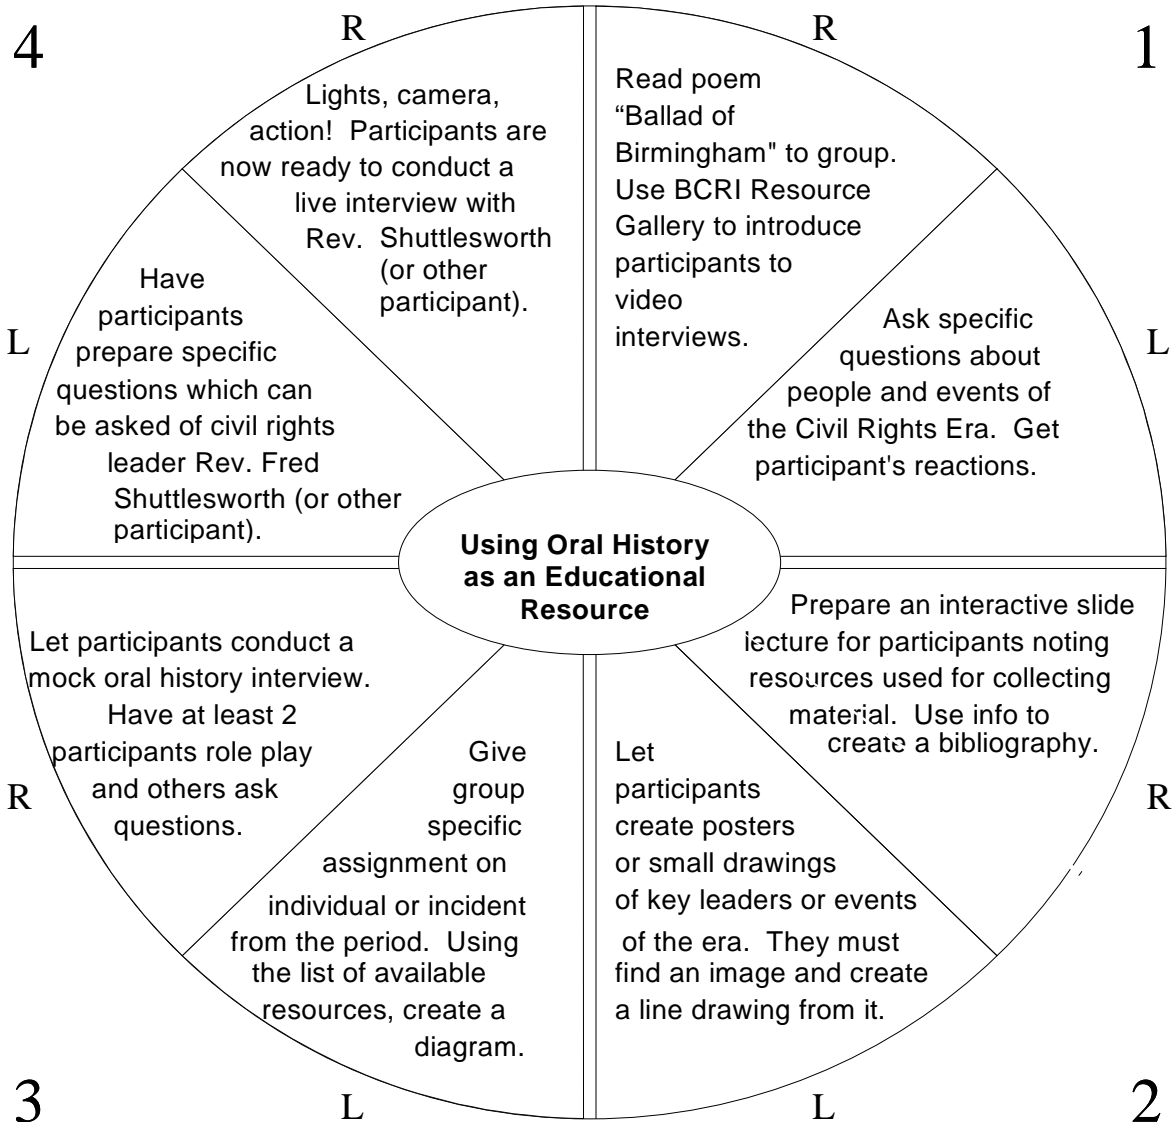 4
R
R
1
Lights, camera,
action! Participants are
now ready to conduct a
live interview with
Rev. Shuttlesworth
(or other
participant).
Read poem
“Ballad of
Birmingham" to group.
Use BCRI Resource
Gallery to introduce
participants to
video
interviews.
L
Have
participants
prepare specific
questions which can
be asked of civil rights
leader Rev. Fred
Shuttlesworth (or other
participant).
Ask specific
questions about
people and events of
the Civil Rights Era. Get
participant's reactions.
L
Using Oral History
as an Educational
Resource
Let participants conduct a
mock oral history interview.
Have at least 2
participants role play
and others ask
questions.
R
Prepare an interactive slide
lecture for participants noting
resources used for collecting
material. Use info to
create a bibliography.
R
Give
group
specific
assignment on
individual or incident
from the period. Using
the list of available
resources, create a
diagram.
Let
participants
create posters
or small drawings
of key leaders or events
of the era. They must
find an image and create
a line drawing from it.
3
L
L
2